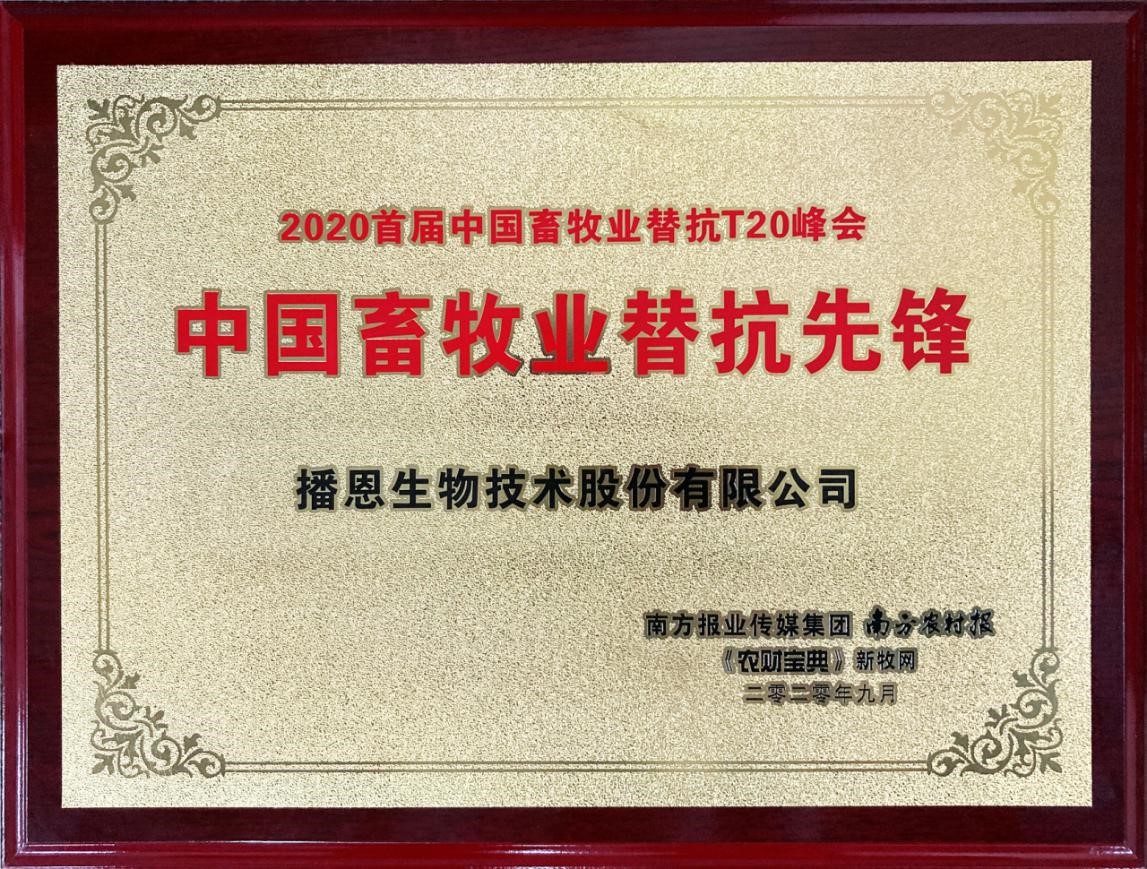 2020首届中国畜牧业替抗T20峰会
中国畜牧业替抗先锋
播恩生物技术股份有限公司
南方报业传媒集团 南方农村报
《农财宝典》新牧网
二零二零年九月